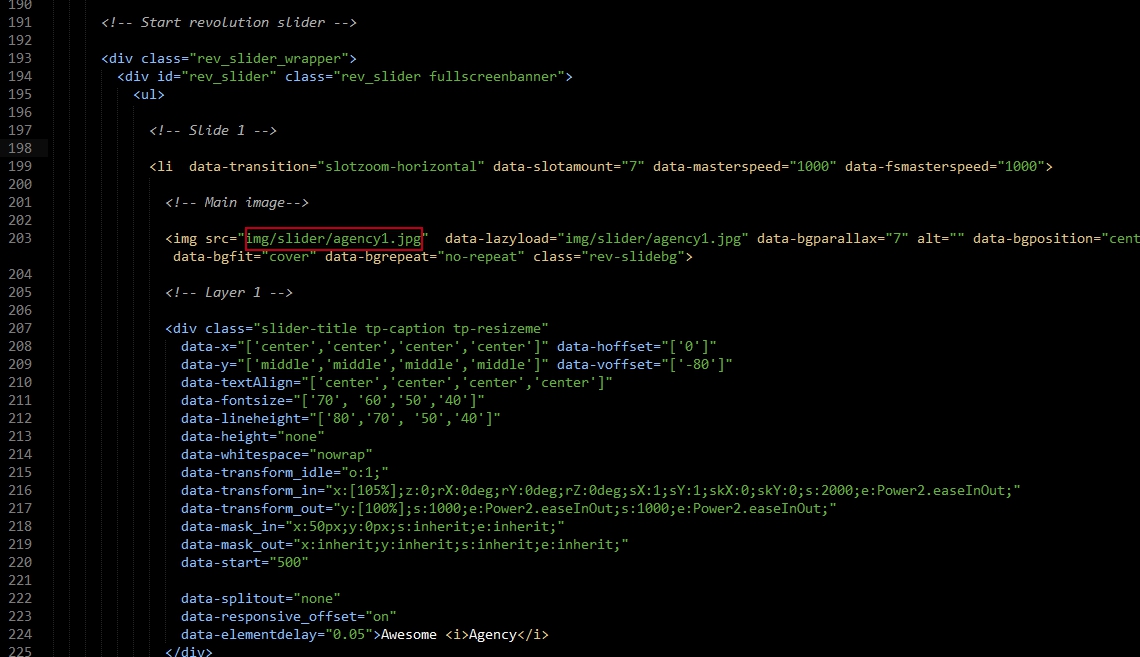 190
191 <!-- Start revolution slider -->
192
193 <div class="rev_slider_wrapper">
194 <div id="rev_slider" class="rev_slider fullscreenbanner">
195 <ul>
196
197 <!-- Slide 1 -->
198
199 <li  data-transition="slotzoom-horizontal" data-slotamount="7" data-masterspeed="1000" data-fsmasterspeed="1000">
200
201 <!-- Main image-->
202
203 <img src="img/slider/agency1.jpg"  data-lazyload="img/slider/agency1.jpg" data-bgparallax="7" alt="" data-bgposition="cent
data-bgfit="cover" data-bgrepeat="no-repeat" class="rev-slidebg">
204
205 <!-- Layer 1 -->
206
207 <div class="slider-title tp-caption tp-resizeme"
208 data-x="['center','center','center','center']" data-hoffset="['0']"
209 data-y="['middle','middle','middle','middle']" data-voffset="['-80']"
210 data-textAlign="['center','center','center','center']"
211 data-fontsize="['70', '60','50','40']"
212 data-lineheight="['80','70', '50','40']"
213 data-height="none"
214 data-whitespace="nowrap"
215 data-transform_idle="o:1;"
216 data-transform_in="x:[105%];z:0;rX:0deg;rY:0deg;rZ:0deg;sX:1;sY:1;skX:0;skY:0;s:2000;e:Power2.easeInOut;"
217 data-transform_out="y:[100%];s:1000;e:Power2.easeInOut;s:1000;e:Power2.easeInOut;"
218 data-mask_in="x:50px;y:0px;s:inherit;e:inherit;"
219 data-mask_out="x:inherit;y:inherit;s:inherit;e:inherit;"
220 data-start="500"
221
222 data-splitout="none"
223 data-responsive_offset="on"
224 data-elementdelay="0.05">Awesome <i>Agency</i>
225 </div>